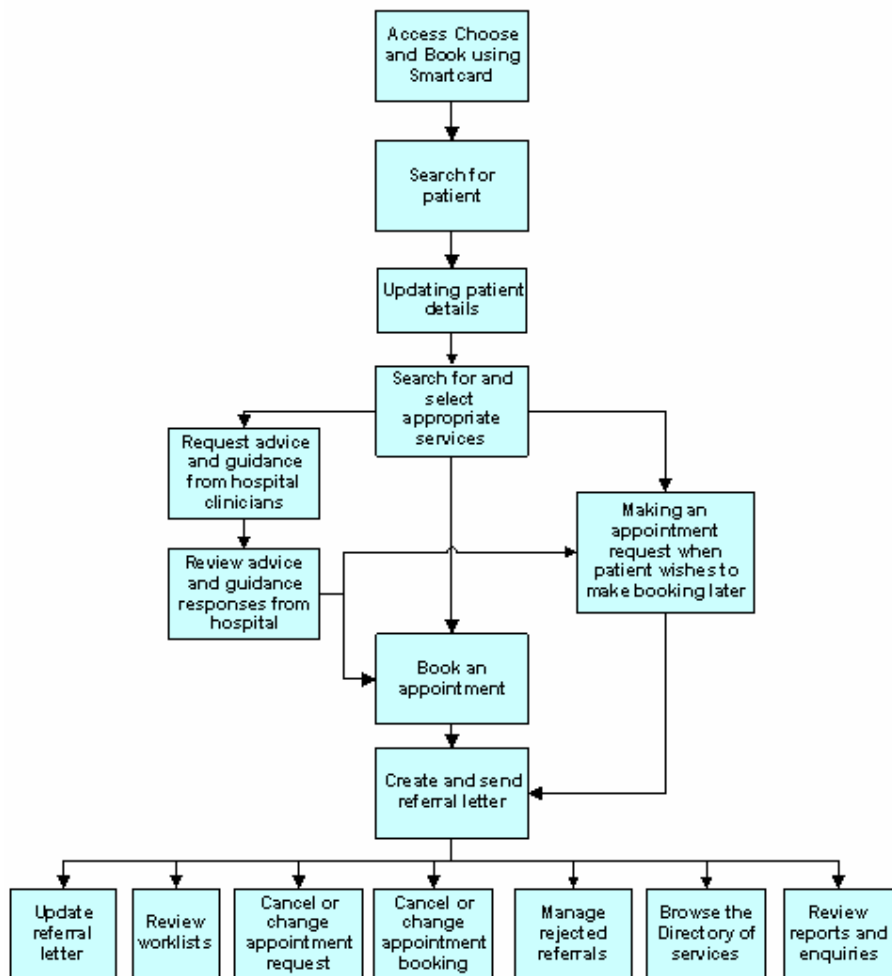 Access Choose
and Book using
Smartcard
Search for
patient
Updating patient
details
Search for and
select
appropriate
services
Request advice
and guidance
from hospital
clinicians
Making an
appointment
request when
patient wishes to
make booking later
Review advice
and guidance
responses from
hospital
Book an
appointment
Create and send
referral letter
Update
referral
letter
Review
worklists
Cancel or
change
appointment
request
Cancel or
change
appointment
booking
Manage
rejected
referrals
Browse the
Directory of
services
Review
reports and
enquiries